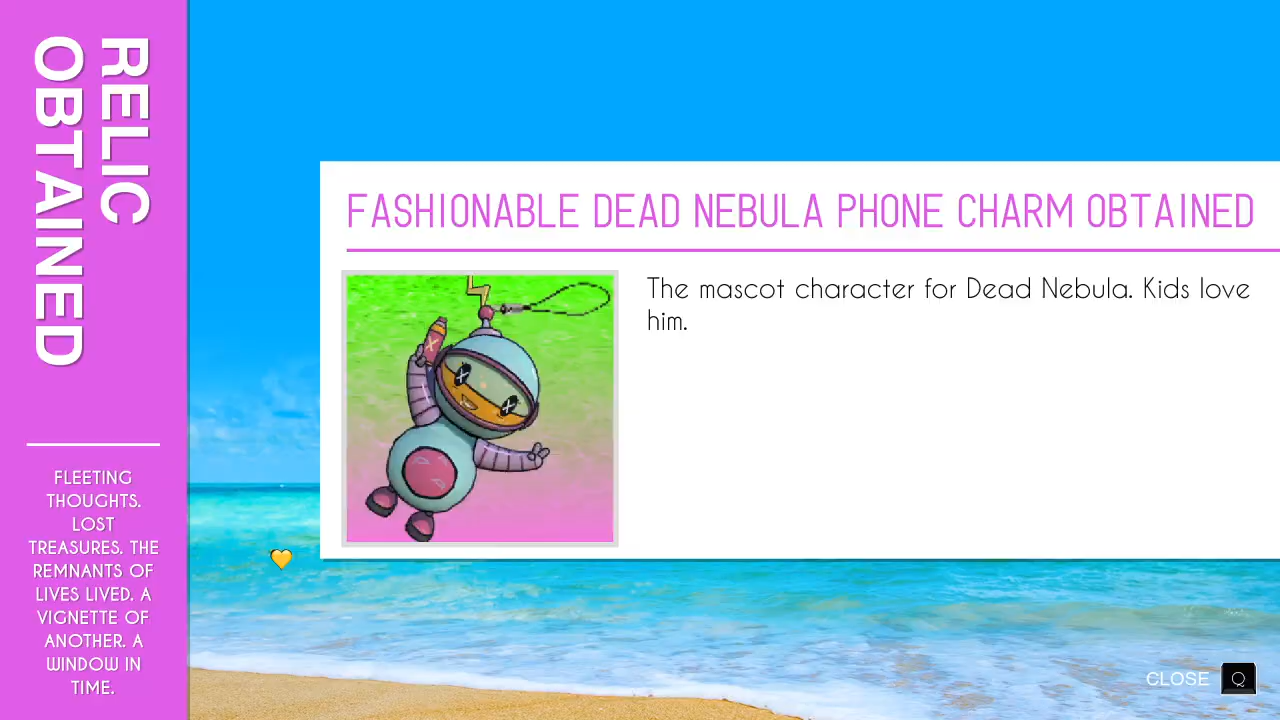 RELIC
OBTAINED
FLEETING
THOUGHTS.
LOST
TREASURES. THE
REMNANTS OF
LIVES LIVED. A
VIGNETTE OF
ANOTHER. A
WINDOW IN
TIME.
FASHIONABLE DEAD NEBULA PHONE CHARM OBTAINED
The mascot character for Dead Nebula. Kids love
him.
CLOSE Q